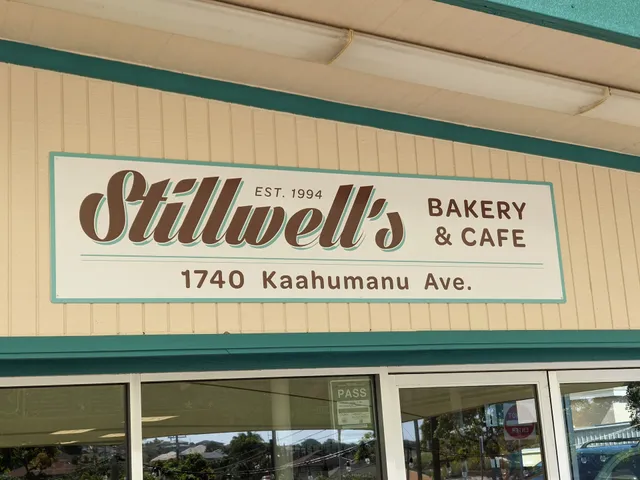 EST. 1994
Stillwell's
BAKERY
& CAFE
1740 Kaahumanu Ave.
PASS